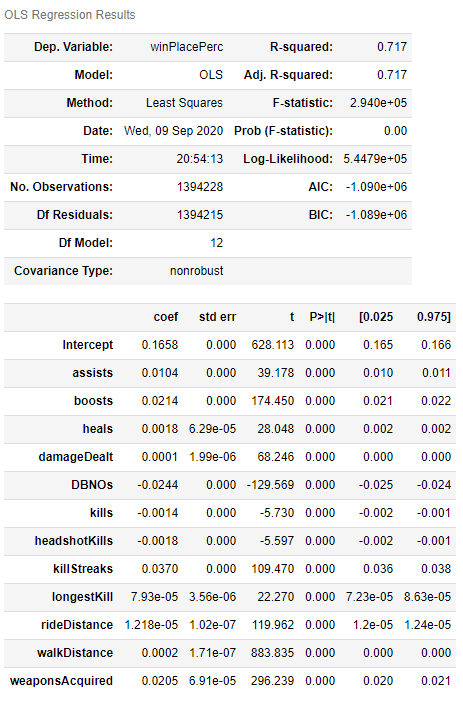 OLS Regression Results
Dep. Variable: winPlacePerc R-squared: 0.717
Model: OLS Adj. R-squared: 0.717
Method: Least Squares F-statistic: 2.940e+05
Date: Wed, 09 Sep 2020 Prob (F-statistic): 0.00
Time: 20:54:13 Log-Likelihood: 5.4479e+05
No. Observations: 1394228 AIC: -1.090e+06
Df Residuals: 1394215 BIC: -1.089e+06
Df Model: 12
Covariance Type: nonrobust
coef std err t P>|t| [0.025 0.975]
Intercept 0.1658 0.000 628.113 0.000 0.165 0.166
assists 0.0104 0.000 39.178 0.000 0.010 0.011
boosts 0.0214 0.000 174.450 0.000 0.021 0.022
heals 0.0018 6.29e-05 28.048 0.000 0.002 0.002
damageDealt 0.0001 1.99e-06 68.246 0.000 0.000 0.000
DBNOs -0.0244 0.000 -129.569 0.000 -0.025 -0.024
kills -0.0014 0.000 -5.730 0.000 -0.002 -0.001
headshotKills -0.0018 0.000 -5.597 0.000 -0.002 -0.001
killStreaks 0.0370 0.000 109.470 0.000 0.036 0.038
longestKill 7.93e-05 3.56e-06 22.270 0.000 7.23e-05 8.63e-05
rideDistance 1.218e-05 1.02e-07 119.962 0.000 1.2e-05 1.24e-05
walkDistance 0.0002 1.71e-07 883.835 0.000 0.000 0.000
weaponsAcquired 0.0205 6.91e-05 296.239 0.000 0.020 0.021